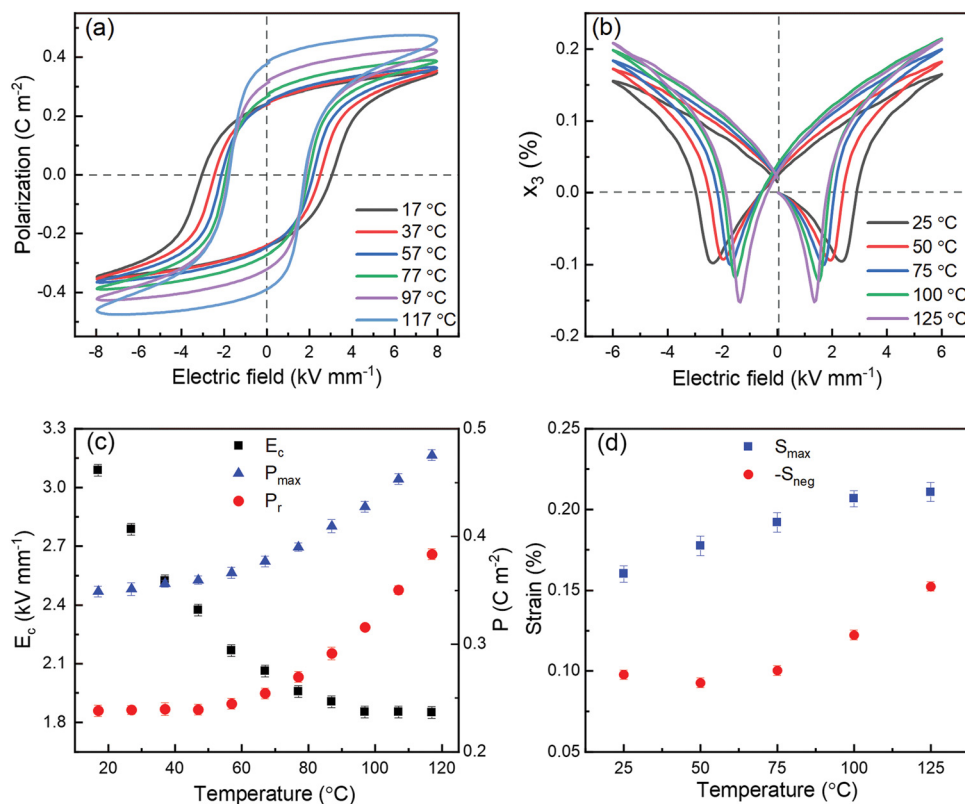 (a)
Polarization (C m⁻²)
0.4
0.2
0.0
-0.2
-0.4
17 °C
37 °C
57 °C
77 °C
97 °C
117 °C
-8 -6 -4 -2 0 2 4 6 8
Electric field (kV mm⁻¹)
(b)
X₃ (%)
0.2
0.1
0.0
-0.1
-0.2
25 °C
50 °C
75 °C
100 °C
125 °C
-6 -4 -2 0 2 4 6
Electric field (kV mm⁻¹)
(c)
E_c (kV mm⁻¹)
3.3
3.0
2.7
2.4
2.1
1.8
E_c
P_max
P_r
0.5
0.4
0.3
0.2
P (C m⁻²)
20 40 60 80 100 120
Temperature (°C)
(d)
Strain (%)
0.25
0.20
0.15
0.10
0.05
S_max
-S_neg
25 50 75 100 125
Temperature (°C)